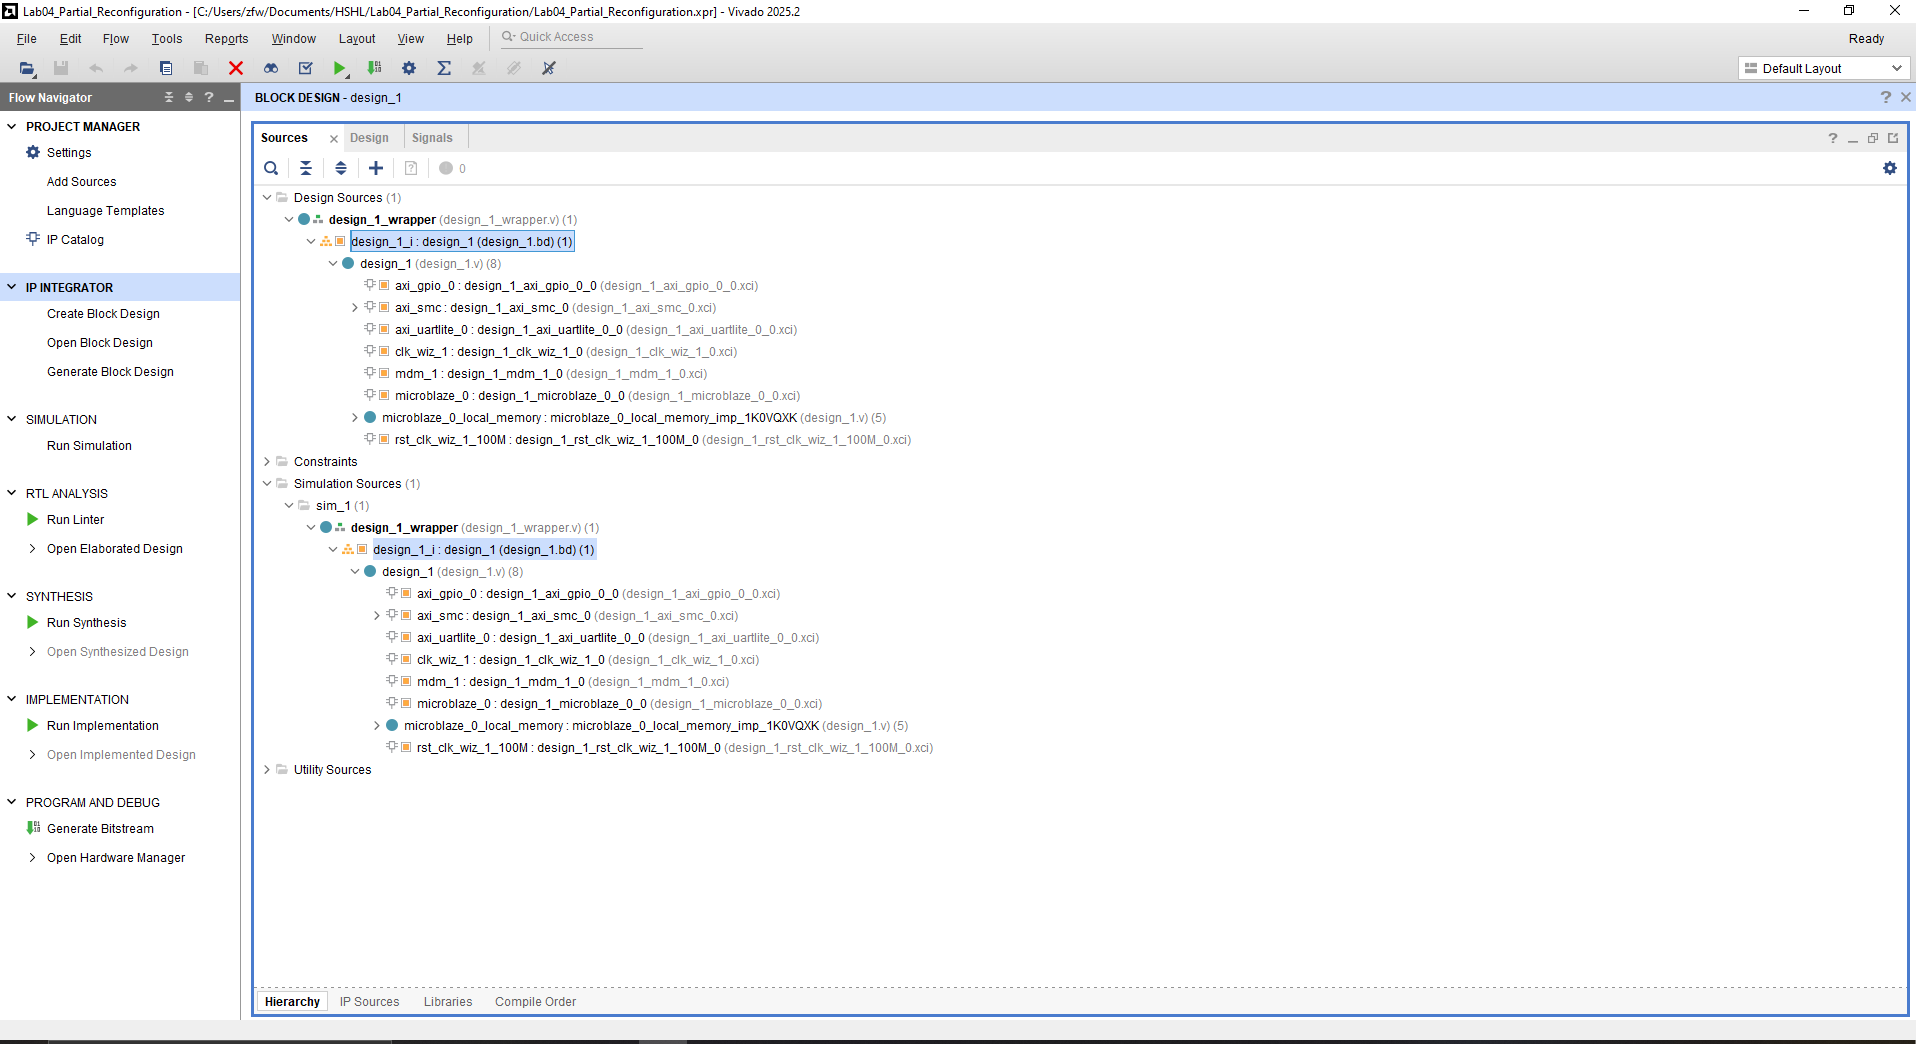 Lab04_Partial_Reconfiguration - [C:/Users/zfw/Documents/HSHL/Lab04_Partial_Reconfiguration/Lab04_Partial_Reconfiguration.xpr] - Vivado 2025.2
File Edit Flow Tools Reports Window Layout View Help Quick Access Ready
Default Layout
Flow Navigator
BLOCK DESIGN - design_1
PROJECT MANAGER
Settings
Add Sources
Language Templates
IP Catalog
IP INTEGRATOR
Create Block Design
Open Block Design
Generate Block Design
SIMULATION
Run Simulation
RTL ANALYSIS
Run Linter
Open Elaborated Design
SYNTHESIS
Run Synthesis
Open Synthesized Design
IMPLEMENTATION
Run Implementation
Open Implemented Design
PROGRAM AND DEBUG
Generate Bitstream
Open Hardware Manager
Sources Design Signals
0
Design Sources (1)
design_1_wrapper (design_1_wrapper.v) (1)
design_1_i : design_1 (design_1.bd) (1)
design_1 (design_1.v) (8)
axi_gpio_0 : design_1_axi_gpio_0_0 (design_1_axi_gpio_0_0.xci)
axi_smc : design_1_axi_smc_0 (design_1_axi_smc_0.xci)
axi_uartlite_0 : design_1_axi_uartlite_0_0 (design_1_axi_uartlite_0_0.xci)
clk_wiz_1 : design_1_clk_wiz_1_0 (design_1_clk_wiz_1_0.xci)
mdm_1 : design_1_mdm_1_0 (design_1_mdm_1_0.xci)
microblaze_0 : design_1_microblaze_0_0 (design_1_microblaze_0_0.xci)
microblaze_0_local_memory : microblaze_0_local_memory_imp_1K0VQXK (design_1.v) (5)
rst_clk_wiz_1_100M : design_1_rst_clk_wiz_1_100M_0 (design_1_rst_clk_wiz_1_100M_0.xci)
Constraints
Simulation Sources (1)
sim_1 (1)
design_1_wrapper (design_1_wrapper.v) (1)
design_1_i : design_1 (design_1.bd) (1)
design_1 (design_1.v) (8)
axi_gpio_0 : design_1_axi_gpio_0_0 (design_1_axi_gpio_0_0.xci)
axi_smc : design_1_axi_smc_0 (design_1_axi_smc_0.xci)
axi_uartlite_0 : design_1_axi_uartlite_0_0 (design_1_axi_uartlite_0_0.xci)
clk_wiz_1 : design_1_clk_wiz_1_0 (design_1_clk_wiz_1_0.xci)
mdm_1 : design_1_mdm_1_0 (design_1_mdm_1_0.xci)
microblaze_0 : design_1_microblaze_0_0 (design_1_microblaze_0_0.xci)
microblaze_0_local_memory : microblaze_0_local_memory_imp_1K0VQXK (design_1.v) (5)
rst_clk_wiz_1_100M : design_1_rst_clk_wiz_1_100M_0 (design_1_rst_clk_wiz_1_100M_0.xci)
Utility Sources
Hierarchy IP Sources Libraries Compile Order